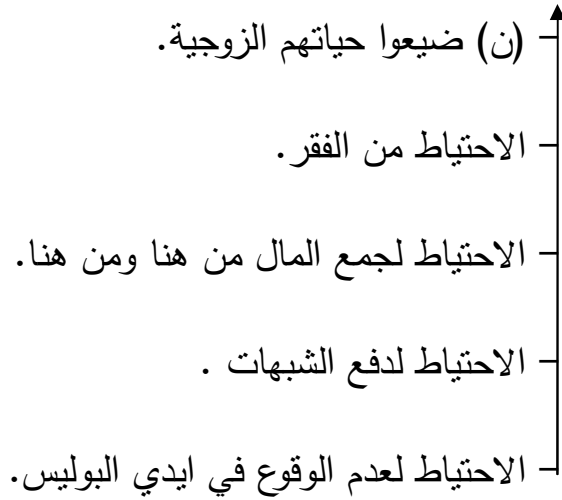 (ن) ضيعوا حياتهم الزوجية.
الاحتياط من الفقر.
الاحتياط لجمع المال من هنا ومن هنا.
الاحتياط لدفع الشبهات .
الاحتياط لعدم الوقوع في ايدي البوليس.